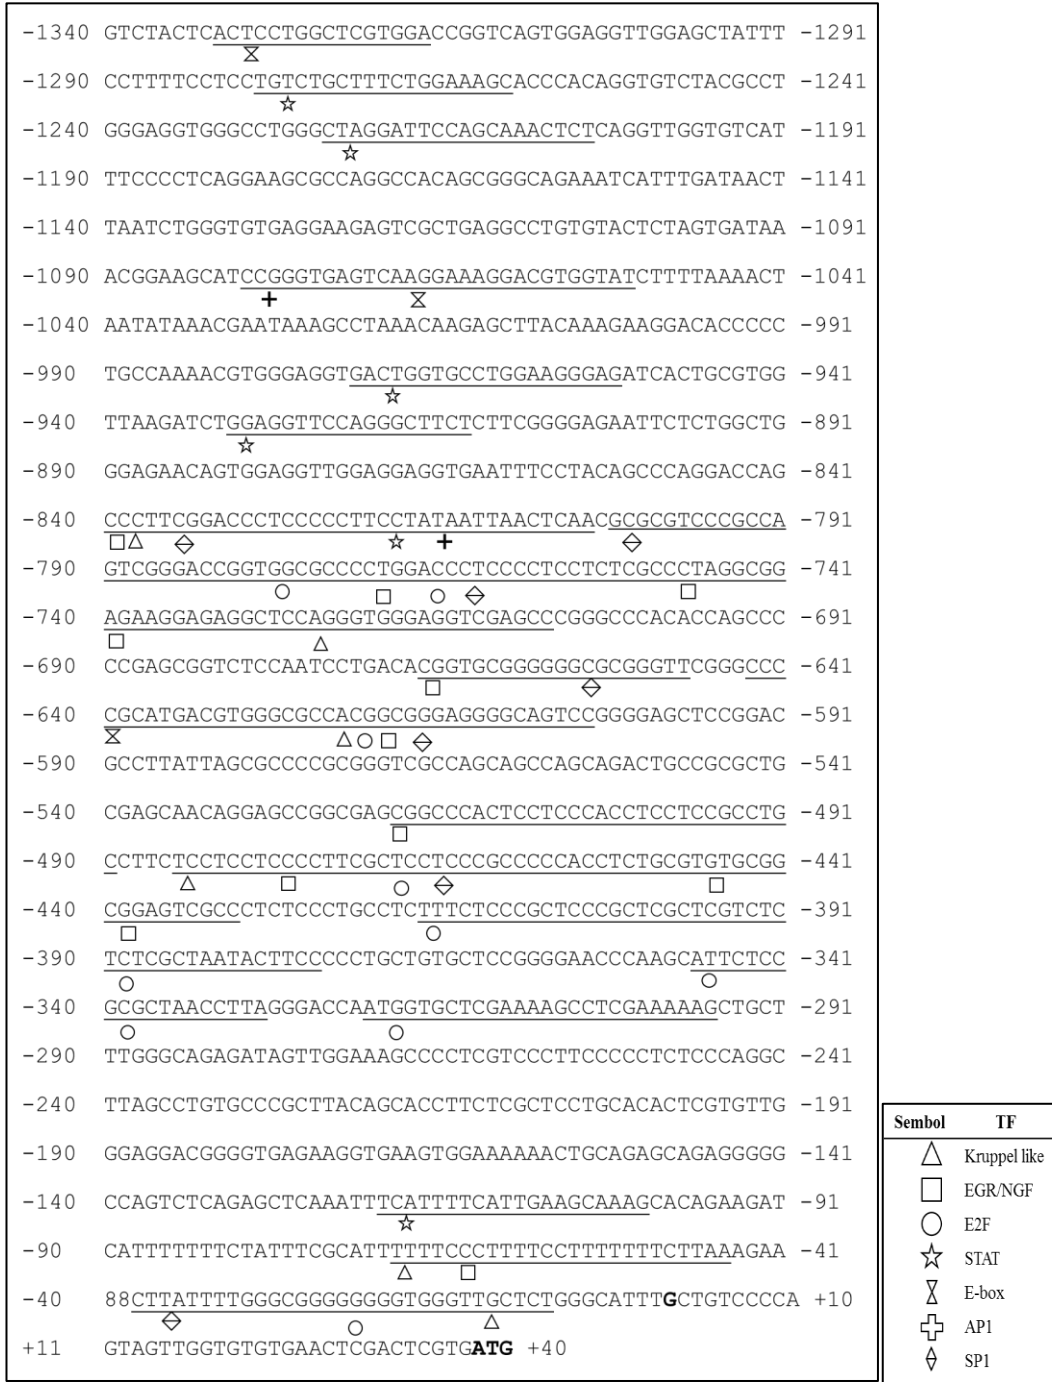 -1340 GTCTACTCACTCCTGGCTCGTGGACCGGTCAGTGGAGGTTGGAGCTATTT -1291
-1290 CCTTTTCCTCCTGTCTGCTTTCTGGAAAGCACCCACAGGTGTCTACGCCT -1241
-1240 GGGAGGTGGGCCTGGGCTAGGATTCCAGCAAACTCTCAGGTTGGTGTCAT -1191
-1190 TTCCCCTCAGGAAGCGCCAGGCCACAGCGGGCAGAAATCATTTGATAACT -1141
-1140 TAATCTGGGTGTGAGGAAGAGTCGCTGAGGCCTGTGTACTCTAGTGATAA -1091
-1090 ACGGAAGCATCCGGGTGAGTCAAGGAAAGGACGTGGTATCTTTTAAAACT -1041
-1040 AATATAAACGAATAAAGCCTAAACAAGAGCTTACAAAGAAGGACACCCCC -991
-990 TGCCAAAACGTGGGAGGTGACTGGTGCCTGGAAGGGAGATCACTGCGTGG -941
-940 TTAAGATCTGGAGGTTCCAGGGCTTCTCTTCGGGGAGAATTCTCTGGCTG -891
-890 GGAGAACAGTGGAGGTTGGAGGAGGTGAATTTCCTACAGCCCAGGACCAG -841
-840 CCCTTCGGACCCTCCCCCTTCCTATAATTAACTCAACGCGCGTCCCGCCA -791
-790 GTCGGGACCGGTGGCGCCCCTGGACCCTCCCCTCCTCTCGCCCTAGGCGG -741
-740 AGAAGGAGAGGCTCCAGGGTGGGAGGTCGAGCCCGGGCCCACACCAGCCC -691
-690 CCGAGCGGTCTCCAATCCTGACACGGTGCGGGGGGCGCGGGTTCGGGCCC -641
-640 CGCATGACGTGGGCGCCACGGCGGGAGGGGCAGTCCGGGGAGCTCCGGAC -591
-590 GCCTTATTAGCGCCCCGCGGGTCGCCAGCAGCCAGCAGACTGCCGCGCTG -541
-540 CGAGCAACAGGAGCCGGCGAGCGGCCCACTCCTCCCACCTCCTCCGCCTG -491
-490 CCTTCTCCTCCTCCCCTTCGCTCCTCCCGCCCCCACCTCTGCGTGTGCGG -441
-440 CGGAGTCGCCCTCTCCCTGCCTCTTTCTCCCGCTCCCGCTCGCTCGTCTC -391
-390 TCTCGCTAATACTTCCCCCTGCTGTGCTCCGGGGAACCCAAGCATTCTCC -341
-340 GCGCTAACCTTAGGGACCAATGGTGCTCGAAAAGCCTCGAAAAAGCTGCT -291
-290 TTGGGCAGAGATAGTTGGAAAGCCCCTCGTCCCTTCCCCCTCTCCCAGGC -241
-240 TTAGCCTGTGCCCGCTTACAGCACCTTCTCGCTCCTGCACACTCGTGTTG -191
-190 GGAGGACGGGGTGAGAAGGTGAAGTGGAAAAAACTGCAGAGCAGAGGGGG -141
-140 CCAGTCTCAGAGCTCAAATTTCATTTTCATTGAAGCAAAGCACAGAAGAT -91
-90 CATTTTTTTCTATTTCGCATTTTTTCCCTTTTCCTTTTTTTCTTAAAGAA -41
-40 88CTTATTTTGGGCGGGGGGGGTGGGTTGCTCTGGGCATTTGCTGTCCCCA +10
+11 GTAGTTGGTGTGTGAACTCGACTCGTGATG +40
Sembol TF
Kruppel like
EGR/NGF
E2F
STAT
E-box
AP1
SP1